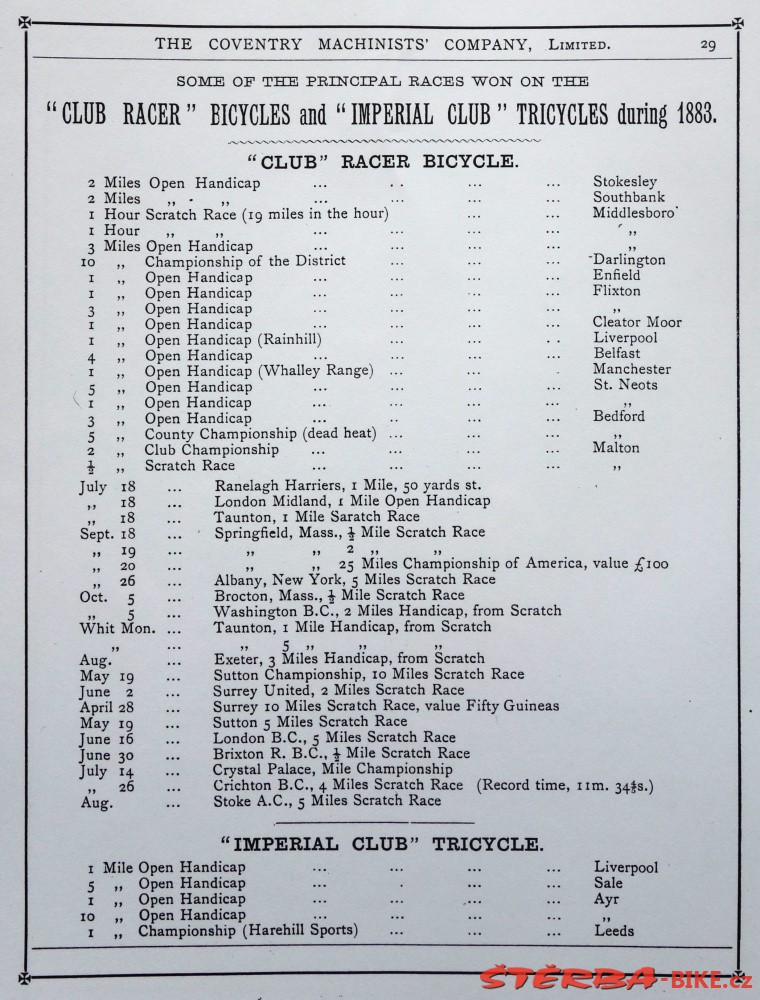 THE COVENTRY MACHINISTS' COMPANY, LIMITED. 29
SOME OF THE PRINCIPAL RACES WON ON THE
"CLUB RACER" BICYCLES and "IMPERIAL CLUB" TRICYCLES during 1883.
"CLUB" RACER BICYCLE.
2 Miles Open Handicap ... .. ... ... Stokesley
2 Miles ,, - ,, ... ... ... ... Southbank
1 Hour Scratch Race (19 miles in the hour) ... ... Middlesboro'
1 Hour ,, ,, ... ... ... ... ,,
3 Miles Open Handicap ... ... ... ... ,,
10 ,, Championship of the District ... ... ... Darlington
1 ,, Open Handicap ... ... ... ... Enfield
1 ,, Open Handicap ... ... ... ... Flixton
3 ,, Open Handicap ... ... ... ... ,,
1 ,, Open Handicap ... ... ... ... Cleator Moor
1 ,, Open Handicap (Rainhill) ... ... .. Liverpool
4 ,, Open Handicap ... ... ... ... Belfast
1 ,, Open Handicap (Whalley Range) ... ... . Manchester
5 ,, Open Handicap ... ... ... ... St. Neots
1 ,, Open Handicap ... ... ... ... ,,
3 ,, Open Handicap ... .. ... ... Bedford
5 ,, County Championship (dead heat) ... ... ... ,,
2 ,, Club Championship ... ... ... ... Malton
½ ,, Scratch Race ... ... ... ... ,,
July 18 ... Ranelagh Harriers, 1 Mile, 50 yards st.
,, 18 ... London Midland, 1 Mile Open Handicap
,, 18 ... Taunton, 1 Mile Saratch Race
Sept. 18 ... Springfield, Mass., ½ Mile Scratch Race
,, 19 ... ,, ,, 2 ,, ,,
,, 20 ... ,, ,, 25 Miles Championship of America, value £100
,, 26 ... Albany, New York, 5 Miles Scratch Race
Oct. 5 ... Brocton, Mass., ½ Mile Scratch Race
,, 5 ... Washington B.C., 2 Miles Handicap, from Scratch
Whit Mon. ... Taunton, 1 Mile Handicap, from Scratch
,, ... ,, 5 ,, ,, ,,
Aug. ... Exeter, 3 Miles Handicap, from Scratch
May 19 ... Sutton Championship, 10 Miles Scratch Race
June 2 ... Surrey United, 2 Miles Scratch Race
April 28 ... Surrey 10 Miles Scratch Race, value Fifty Guineas
May 19 ... Sutton 5 Miles Scratch Race
June 16 ... London B.C., 5 Miles Scratch Race
June 30 ... Brixton R. B.C., ½ Mile Scratch Race
July 14 ... Crystal Palace, Mile Championship
,, 26 ... Crichton B.C., 4 Miles Scratch Race (Record time, 11m.
Aug. ... Stoke A.C., 5 Miles Scratch Race
"IMPERIAL CLUB" TRICYCLE.
1 Mile Open Handicap ... ... ... ... Liverpool
5 ,, Open Handicap ... . ... ... Sale
1 ,, Open Handicap ... ... ... ... Ayr
10 ,, Open Handicap ... ... ... ... ,,
1 ,, Championship (Harehill Sports) ... ... ... Leeds
ŠTĚRBA-BIKE.cz